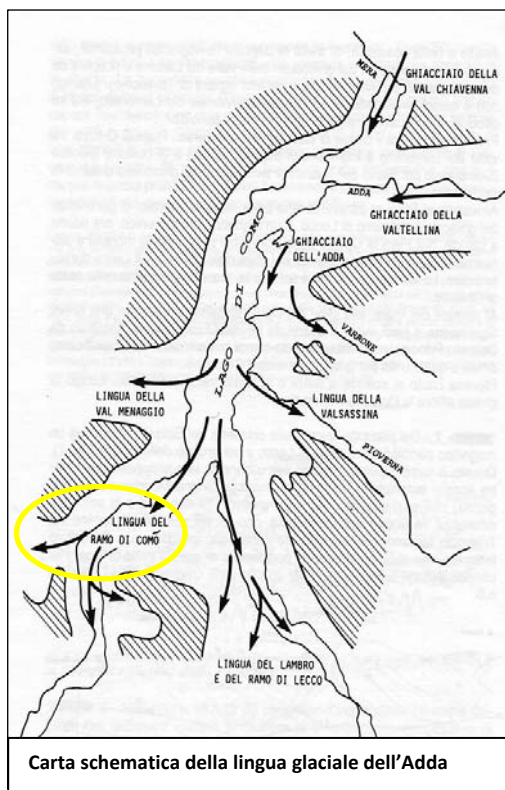 MERA
GHIACCIAIO DELLA
VAL CHIAVENNA
ADDA
GHIACCIAIO DELLA
VALTELLINA
GHIACCIAIO
DELL'ADDA
LAGO DI COMO
VARRONE
LINGUA DELLA
VAL MENAGGIO
LINGUA DELLA
VALSASSINA
PIOVERNA
LINGUA DEL
RAMO DI COMO
LINGUA DEL LAMBRO
E DEL RAMO DI LECCO
Carta schematica della lingua glaciale dell'Adda